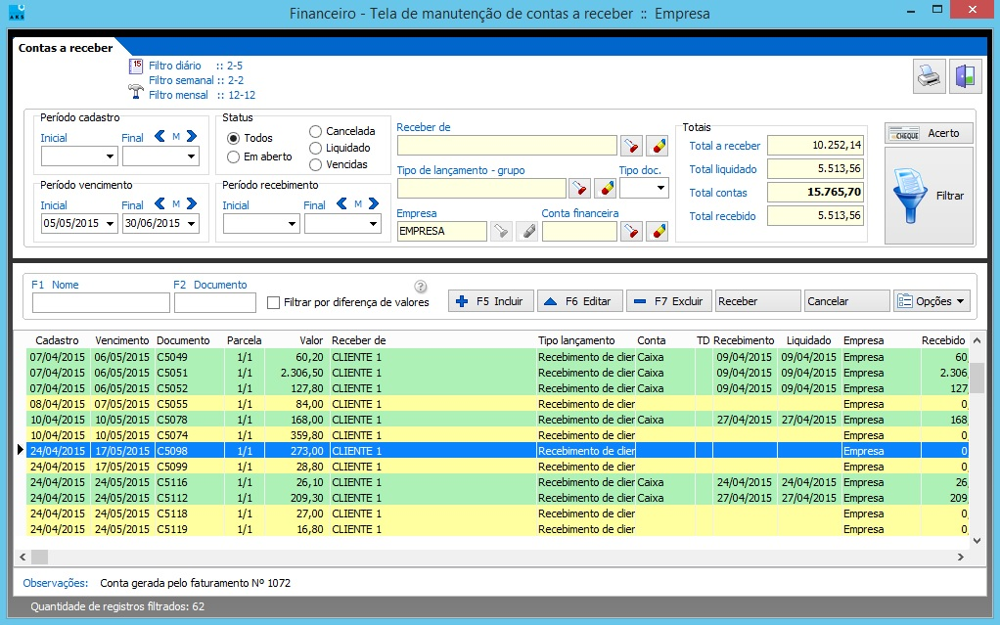 Financeiro - Tela de manutenção de contas a receber :: Empresa
AKS
Contas a receber
15 Filtro diário :: 2-5
Filtro semanal :: 2-2
Filtro mensal :: 12-12
Período cadastro
Inicial Final M
Status
Todos
Em aberto
Cancelada
Liquidado
Vencidas
Período vencimento
Inicial Final M
05/05/2015 30/06/2015
Período recebimento
Inicial Final M
Receber de
Tipo de lançamento - grupo Tipo doc.
Empresa Conta financeira
EMPRESA
Totais
Total a receber 10.252,14
Total liquidado 5.513,56
Total contas 15.765,70
Total recebido 5.513,56
CHEQUE Acerto
Filtrar
F1 Nome F2 Documento
Filtrar por diferença de valores ?
F5 Incluir F6 Editar F7 Excluir Receber Cancelar Opções
Cadastro Vencimento Documento Parcela Valor Receber de Tipo lançamento Conta TD Recebimento Liquidado Empresa Recebido
07/04/2015 06/05/2015 C5049 1/1 60,20 CLIENTE 1 Recebimento de clier Caixa 09/04/2015 09/04/2015 Empresa 60,
07/04/2015 06/05/2015 C5051 1/1 2.306,50 CLIENTE 1 Recebimento de clier Caixa 09/04/2015 09/04/2015 Empresa 2.306,
07/04/2015 06/05/2015 C5052 1/1 127,80 CLIENTE 1 Recebimento de clier Caixa 09/04/2015 09/04/2015 Empresa 127,
08/04/2015 07/05/2015 C5055 1/1 84,00 CLIENTE 1 Recebimento de clier Empresa 0,
10/04/2015 10/05/2015 C5078 1/1 168,00 CLIENTE 1 Recebimento de clier Caixa 27/04/2015 27/04/2015 Empresa 168,
10/04/2015 10/05/2015 C5074 1/1 359,80 CLIENTE 1 Recebimento de clier Empresa 0,
24/04/2015 17/05/2015 C5098 1/1 273,00 CLIENTE 1 Recebimento de clier Empresa 0,
24/04/2015 17/05/2015 C5099 1/1 28,80 CLIENTE 1 Recebimento de clier Empresa 0,
24/04/2015 24/05/2015 C5116 1/1 26,10 CLIENTE 1 Recebimento de clier Caixa 24/04/2015 24/04/2015 Empresa 26,
24/04/2015 24/05/2015 C5112 1/1 209,30 CLIENTE 1 Recebimento de clier Caixa 27/04/2015 27/04/2015 Empresa 209,
24/04/2015 24/05/2015 C5118 1/1 27,00 CLIENTE 1 Recebimento de clier Empresa 0,
24/04/2015 24/05/2015 C5119 1/1 16,80 CLIENTE 1 Recebimento de clier Empresa 0,
Observações: Conta gerada pelo faturamento Nº 1072
Quantidade de registros filtrados: 62